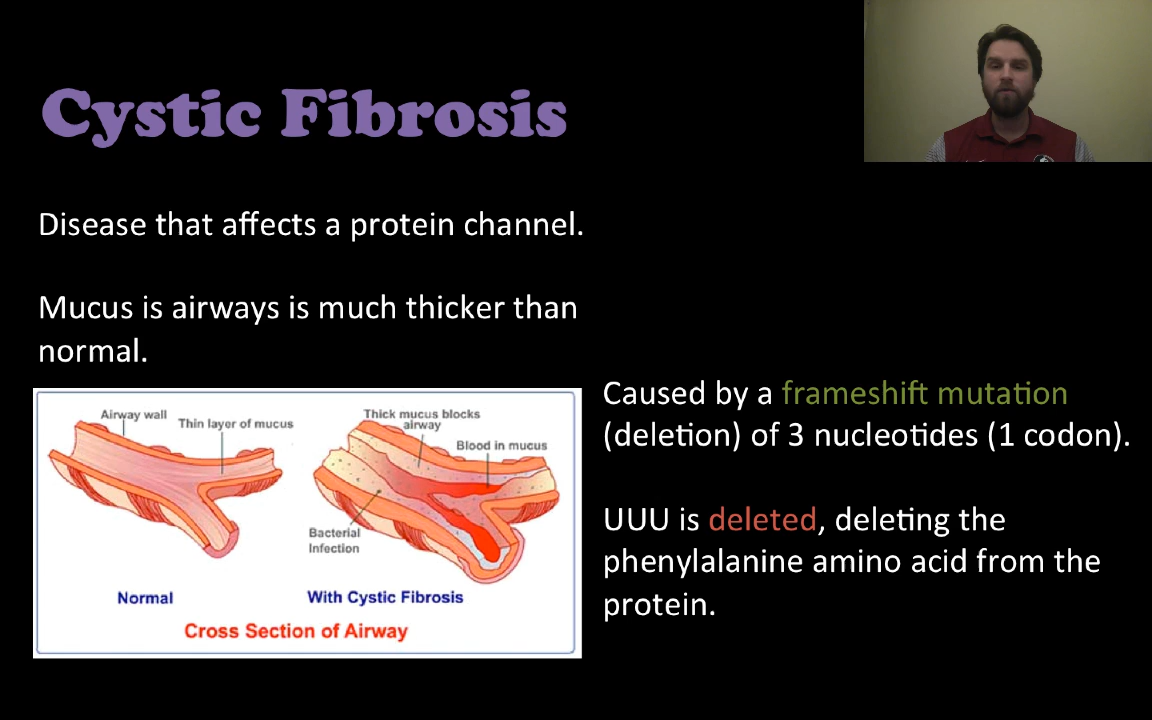 Cystic Fibrosis
Disease that affects a protein channel.
Mucus is airways is much thicker than
normal.
Airway wall
Thin layer of mucus
Thick mucus blocks
airway
Blood in mucus
Bacterial
Infection
Normal
With Cystic Fibrosis
Cross Section of Airway
Caused by a frameshift mutation
(deletion) of 3 nucleotides (1 codon).
UUU is deleted, deleting the
phenylalanine amino acid from the
protein.